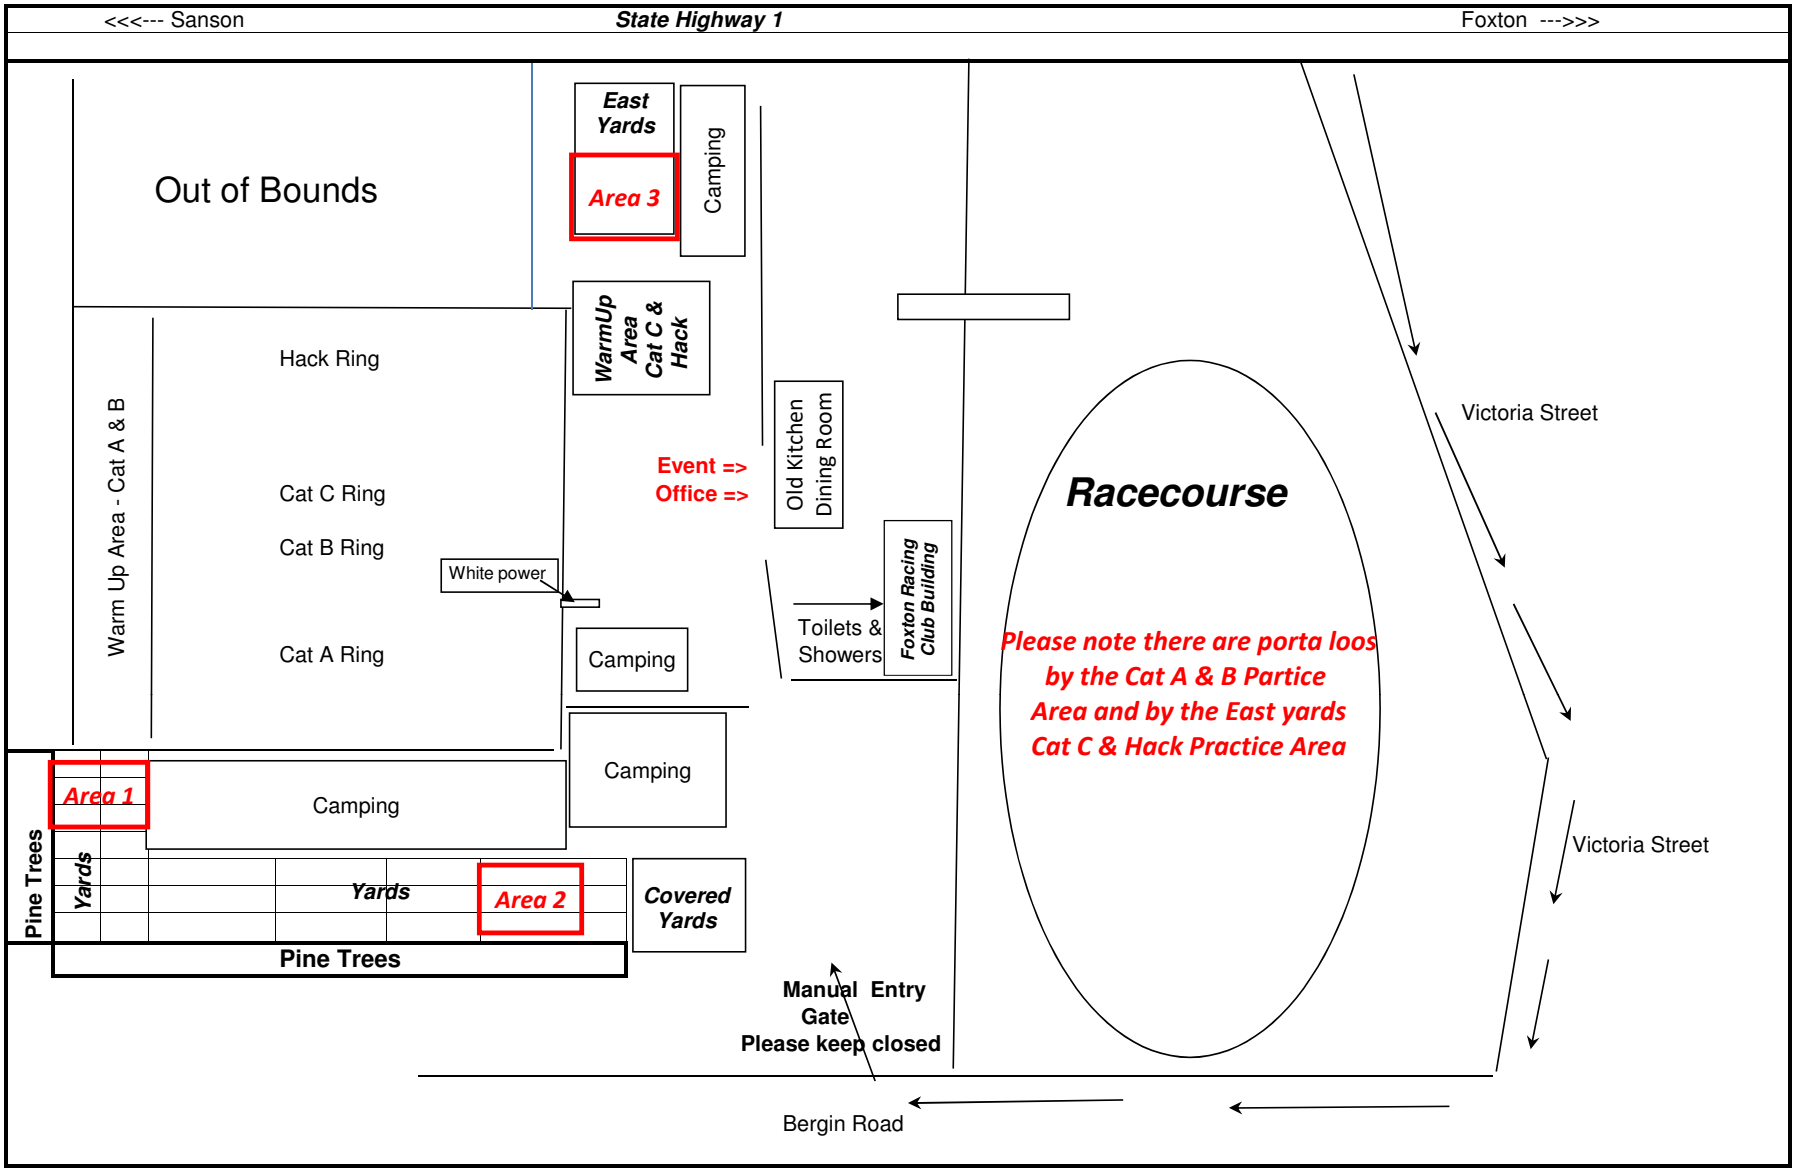 <<<--- Sanson
State Highway 1
Foxton --->>>
East
Yards
Area 3
Camping
Out of Bounds
WarmUp
Area
Cat C &
Hack
Hack Ring
Warm Up Area - Cat A & B
Cat C Ring
Cat B Ring
Cat A Ring
Event =>
Office =>
Old Kitchen
Dining Room
White power
Camping
Toilets &
Showers
Foxton Racing
Club Building
Racecourse
Please note there are porta loos
by the Cat A & B Partice
Area and by the East yards
Cat C & Hack Practice Area
Victoria Street
Victoria Street
Camping
Area 1
Camping
Pine Trees
Yards
Yards
Area 2
Covered
Yards
Pine Trees
Manual Entry
Gate
Please keep closed
Bergin Road